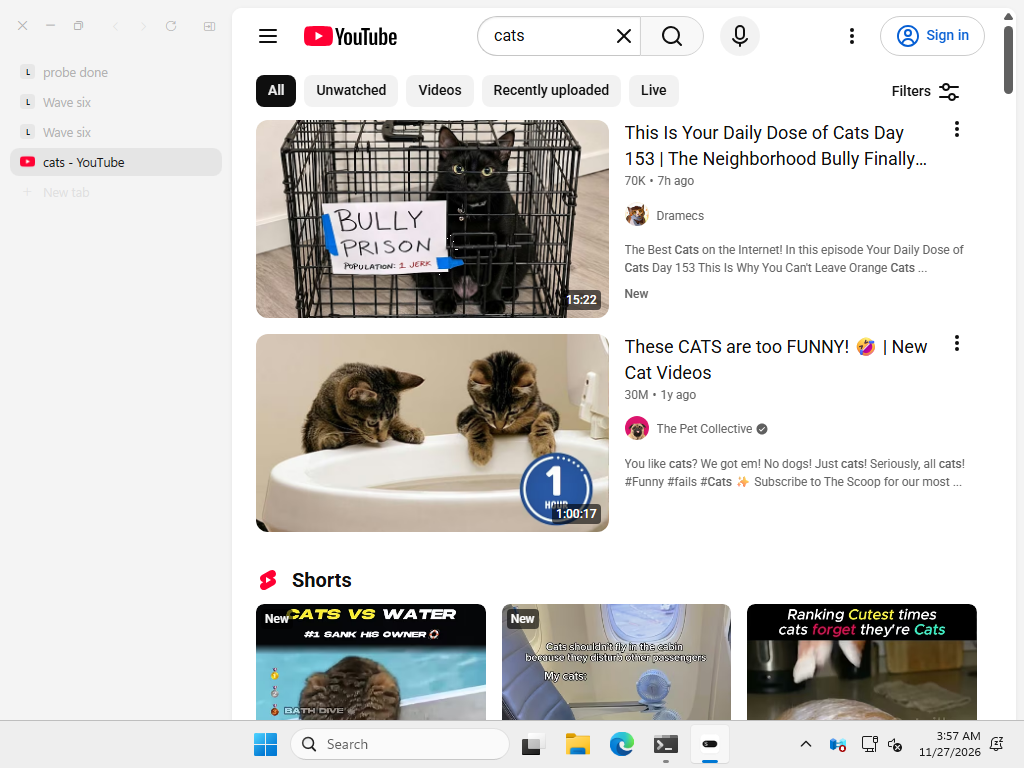 probe done
Wave six
Wave six
cats - YouTube
New tab
YouTube
cats
Sign in
All
Unwatched
Videos
Recently uploaded
Live
Filters
BULLY
PRISON
POPULATION: 1 JERK
15:22
This Is Your Daily Dose of Cats Day
153 | The Neighborhood Bully Finally...
70K • 7h ago
Dramecs
The Best Cats on the Internet! In this episode Your Daily Dose of
Cats Day 153 This Is Why You Can't Leave Orange Cats ...
New
1
HOUR
1:00:17
These CATS are too FUNNY! 🤣 | New
Cat Videos
30M • 1y ago
The Pet Collective
You like cats? We got em! No dogs! Just cats! Seriously, all cats!
#Funny #fails #Cats ✨ Subscribe to The Scoop for our most ...
Shorts
New
CATS VS WATER
#1 SANK HIS OWNER
BATH DIVE
New
Cats shouldn't fly in the cabin
because they disturb other passengers
My cats:
Ranking Cutest times
cats forget they're Cats
Search
3:57 AM
11/27/2026